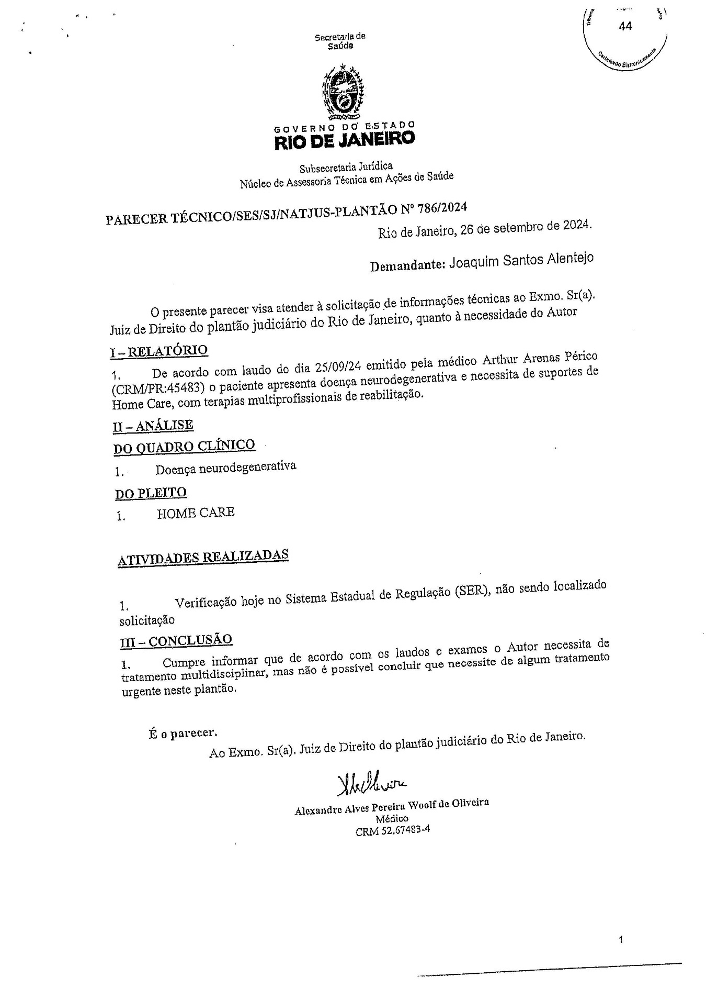 44
Carimbado Eletronicamente
Secretaria de
Saúde
GOVERNO DO ESTADO
RIO DE JANEIRO
Subsecretaria Jurídica
Núcleo de Assessoria Técnica em Ações de Saúde
PARECER TÉCNICO/SES/SJ/NATJUS-PLANTÃO Nº 786/2024
Rio de Janeiro, 26 de setembro de 2024.
Demandante: Joaquim Santos Alentejo
O presente parecer visa atender à solicitação de informações técnicas ao Exmo. Sr(a).
Juiz de Direito do plantão judiciário do Rio de Janeiro, quanto à necessidade do Autor
I – RELATÓRIO
1. De acordo com laudo do dia 25/09/24 emitido pela médico Arthur Arenas Périco
(CRM/PR:45483) o paciente apresenta doença neurodegenerativa e necessita de suportes de
Home Care, com terapias multiprofissionais de reabilitação.
II – ANÁLISE
DO QUADRO CLÍNICO
1. Doença neurodegenerativa
DO PLEITO
1. HOME CARE
ATIVIDADES REALIZADAS
1. Verificação hoje no Sistema Estadual de Regulação (SER), não sendo localizado
solicitação
III – CONCLUSÃO
1. Cumpre informar que de acordo com os laudos e exames o Autor necessita de
tratamento multidisciplinar, mas não é possível concluir que necessite de algum tratamento
urgente neste plantão.
É o parecer.
Ao Exmo. Sr(a). Juiz de Direito do plantão judiciário do Rio de Janeiro.
Alexandre Alves Pereira Woolf de Oliveira
Médico
CRM 52.67483-4
1